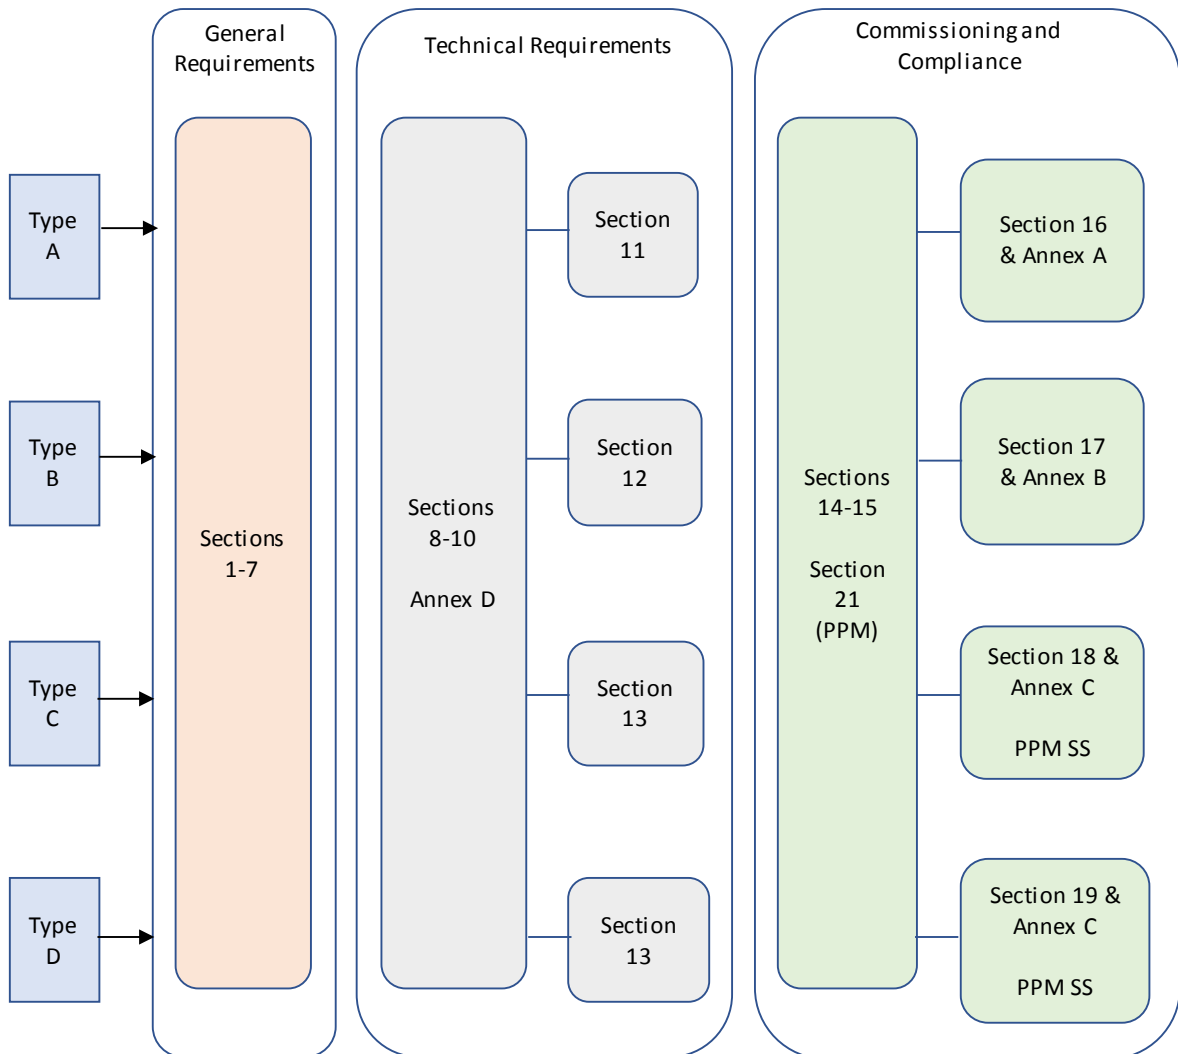 General
Requirements
Technical Requirements
Commissioning and
Compliance
Type
A
Type
B
Type
C
Type
D
Sections
1-7
Sections
8-10
Annex D
Section
11
Section
12
Section
13
Section
13
Sections
14-15
Section
21
(PPM)
Section 16
& Annex A
Section 17
& Annex B
Section 18 &
Annex C
PPM SS
Section 19 &
Annex C
PPM SS